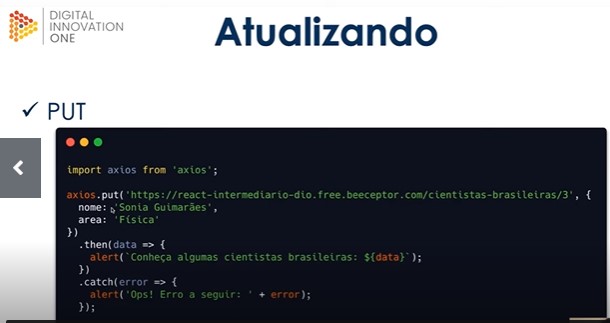 DIGITAL
INNOVATION
ONE
Atualizando
✓ PUT
import axios from 'axios';
axios.put('https://react-intermediario-dio.free.beeceptor.com/cientistas-brasileiras/3', {
nome: 'Sonia Guimarães',
area: 'Física'
})
.then(data => {
alert(`Conheça algumas cientistas brasileiras: ${data}`);
})
.catch(error => {
alert('Ops! Erro a seguir: ' + error);
});